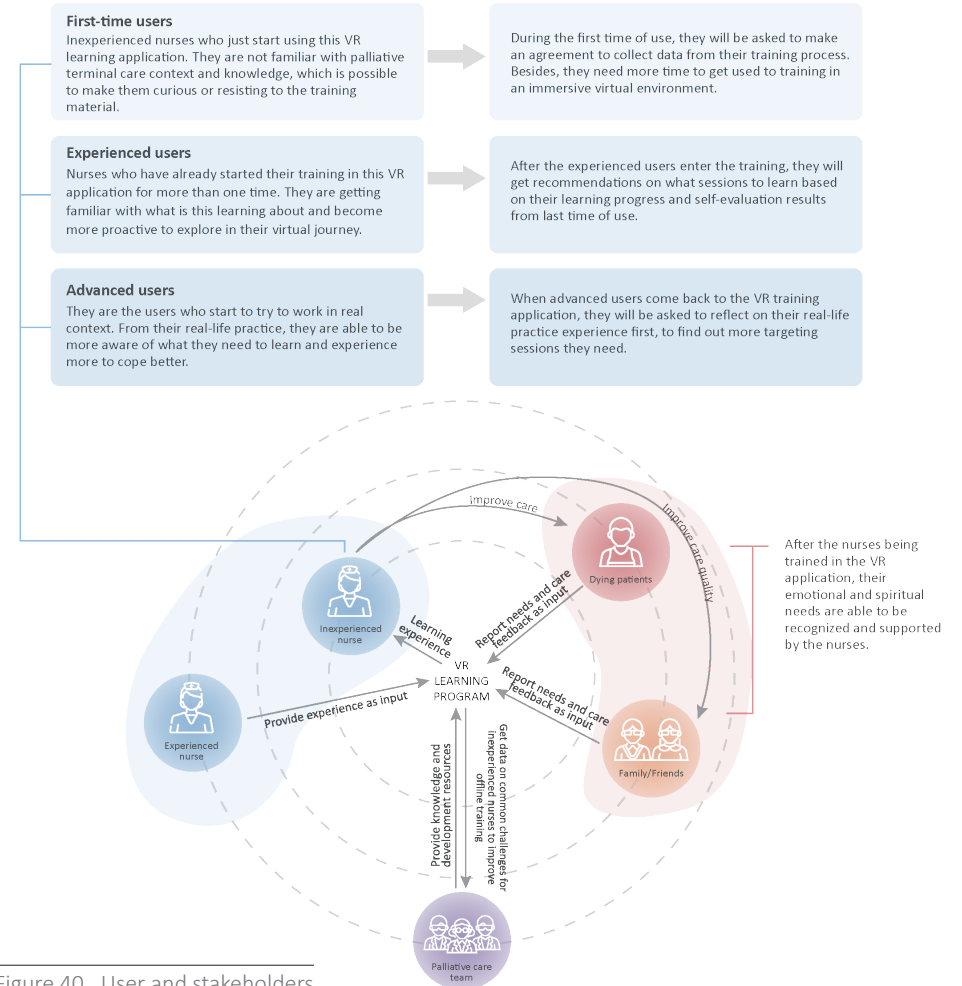 First-time users
Inexperienced nurses who just start using this VR
learning application. They are not familiar with palliative
terminal care context and knowledge, which is possible
to make them curious or resisting to the training
material.
During the first time of use, they will be asked to make
an agreement to collect data from their training process.
Besides, they need more time to get used to training in
an immersive virtual environment.
Experienced users
Nurses who have already started their training in this VR
application for more than one time. They are getting
familiar with what is this learning about and become
more proactive to explore in their virtual journey.
After the experienced users enter the training, they will
get recommendations on what sessions to learn based
on their learning progress and self-evaluation results
from last time of use.
Advanced users
They are the users who start to try to work in real
context. From their real-life practice, they are able to be
more aware of what they need to learn and experience
more to cope better.
When advanced users come back to the VR training
application, they will be asked to reflect on their real-life
practice experience first, to find out more targeting
sessions they need.
Improve care
Improve care quality
Dying patients
After the nurses being
trained in the VR
application, their
emotional and spiritual
needs are able to be
recognized and supported
by the nurses.
Inexperienced
nurse
Learning
experience
Report needs and care
feedback as input
VR
LEARNING
PROGRAM
Report needs and care
feedback as input
Provide experience as input
Experienced
nurse
Family/Friends
Provide knowledge and
development resources
Get data on common challenges for
inexperienced nurses to improve
offline training
Palliative care
team
Figure 40. User and stakeholders